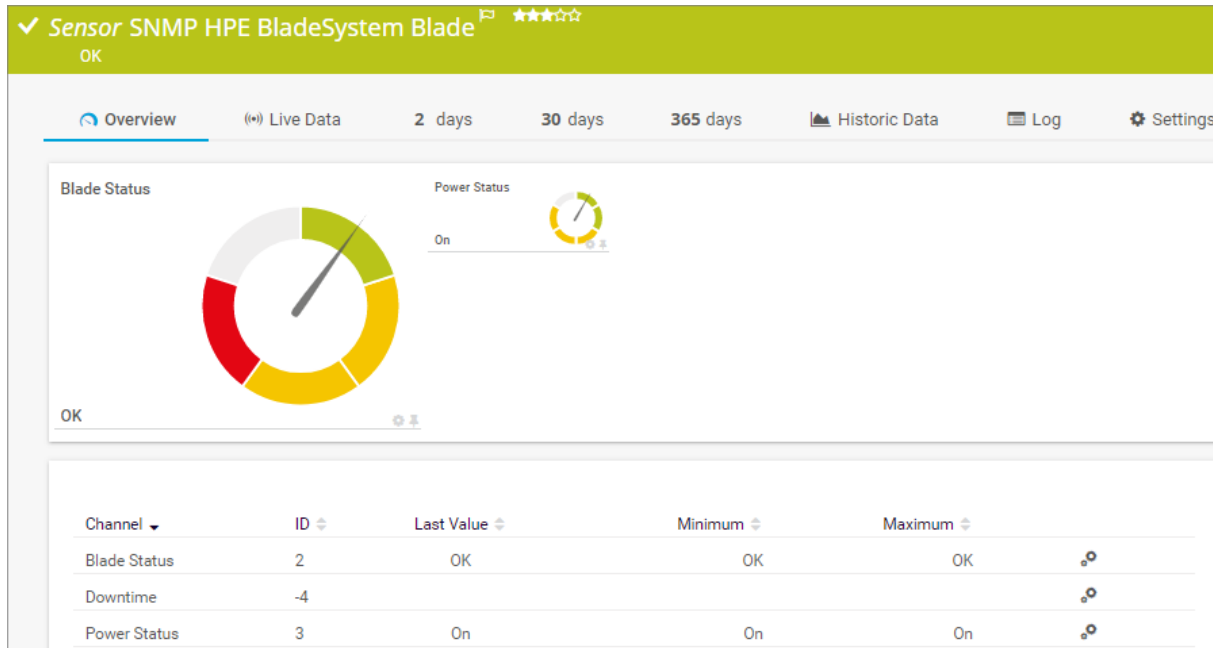 Sensor SNMP HPE BladeSystem Blade
OK
Overview Live Data 2 days 30 days 365 days Historic Data Log Settings
Blade Status
Power Status
On
OK
Channel ID Last Value Minimum Maximum
Blade Status 2 OK OK OK
Downtime -4
Power Status 3 On On On